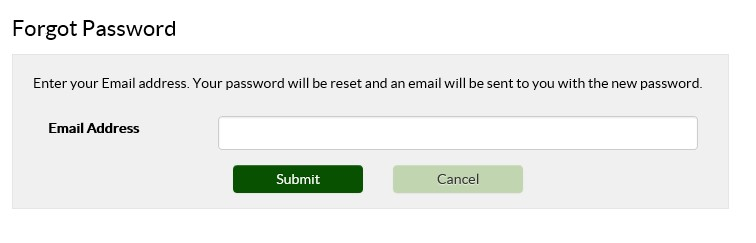 Forgot Password
Enter your Email address. Your password will be reset and an email will be sent to you with the new password.
Email Address
Submit Cancel